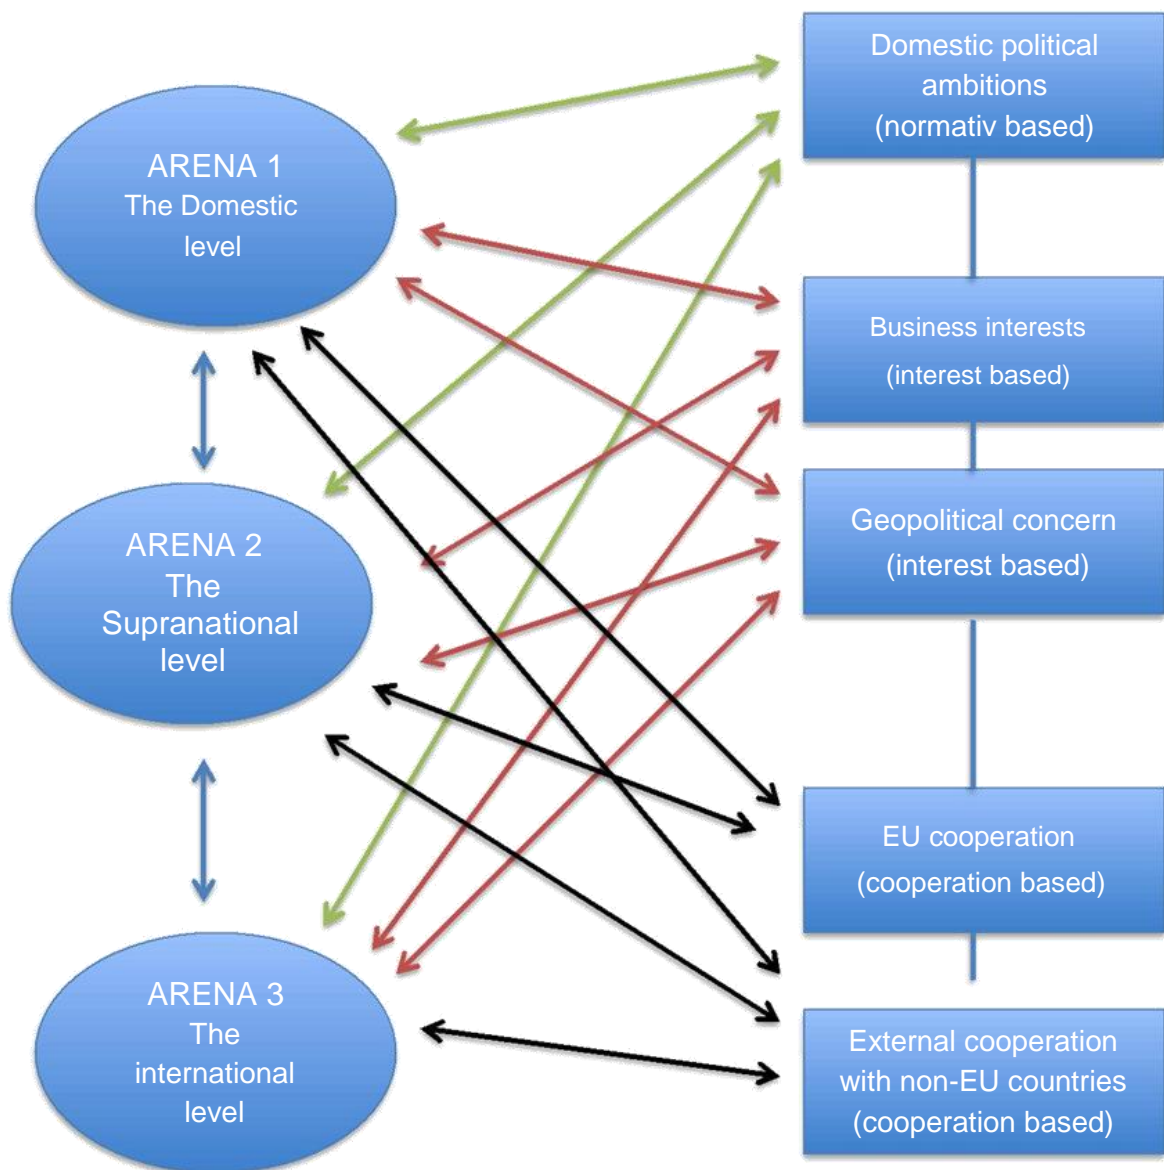 ARENA 1
The Domestic
level
ARENA 2
The
Supranational
level
ARENA 3
The
international
level
Domestic political
ambitions
(normativ based)
Business interests
(interest based)
Geopolitical concern
(interest based)
EU cooperation
(cooperation based)
External cooperation
with non-EU countries
(cooperation based)